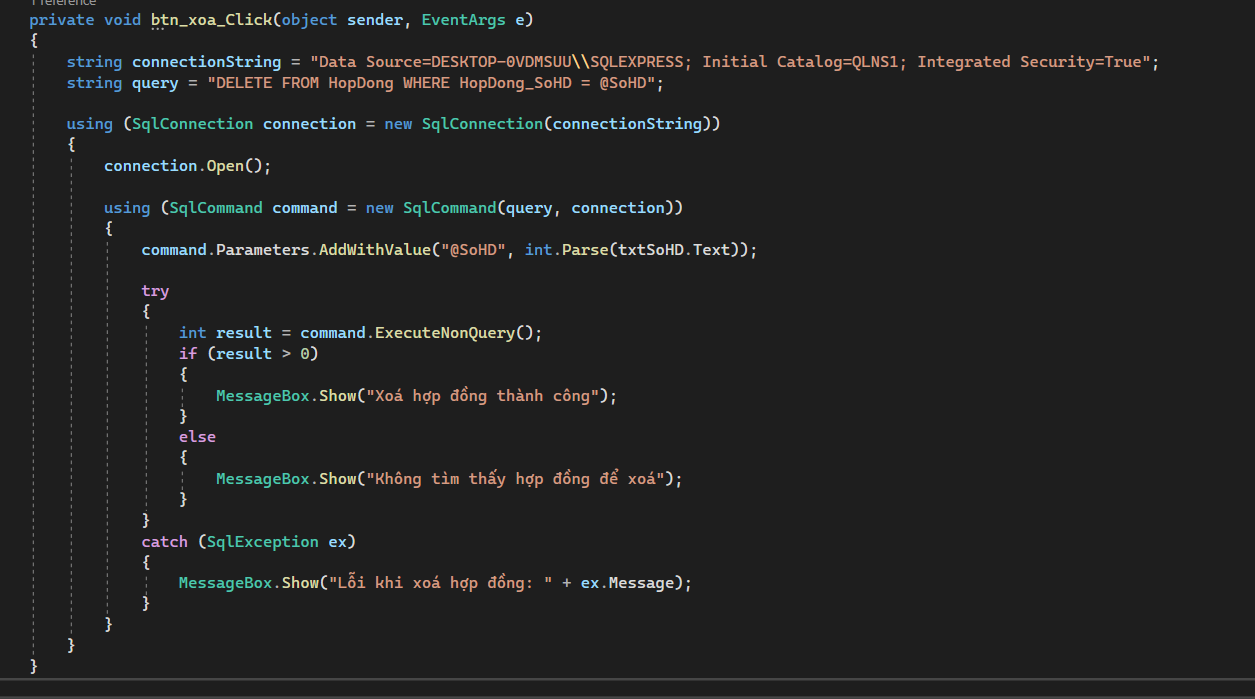 1 reference
private void btn_xoa_Click(object sender, EventArgs e)
{
string connectionString = "Data Source=DESKTOP-0VDMSUU\\SQLEXPRESS; Initial Catalog=QLNS1; Integrated Security=True";
string query = "DELETE FROM HopDong WHERE HopDong_SoHD = @SoHD";
using (SqlConnection connection = new SqlConnection(connectionString))
{
connection.Open();
using (SqlCommand command = new SqlCommand(query, connection))
{
command.Parameters.AddWithValue("@SoHD", int.Parse(txtSoHD.Text));
try
{
int result = command.ExecuteNonQuery();
if (result > 0)
{
MessageBox.Show("Xoá hợp đồng thành công");
}
else
{
MessageBox.Show("Không tìm thấy hợp đồng để xoá");
}
}
catch (SqlException ex)
{
MessageBox.Show("Lỗi khi xoá hợp đồng: " + ex.Message);
}
}
}
}